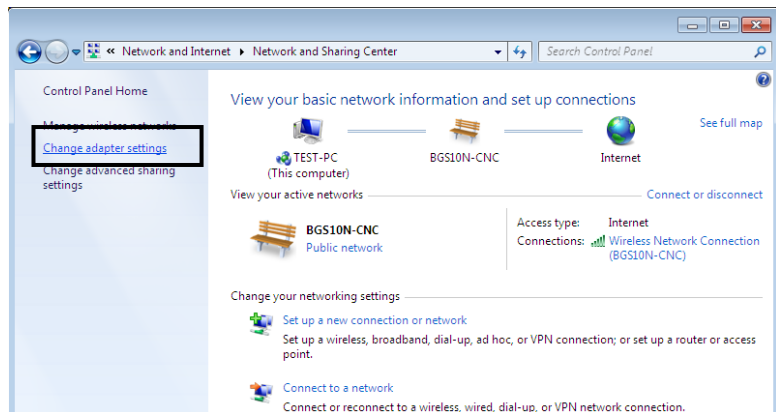 « Network and Internet ▸ Network and Sharing Center
Search Control Panel
Control Panel Home
Manage wireless networks
Change adapter settings
Change advanced sharing
settings
View your basic network information and set up connections
See full map
TEST-PC
(This computer)
BGS10N-CNC
Internet
View your active networks
Connect or disconnect
BGS10N-CNC
Public network
Access type: Internet
Connections: Wireless Network Connection
(BGS10N-CNC)
Change your networking settings
Set up a new connection or network
Set up a wireless, broadband, dial-up, ad hoc, or VPN connection; or set up a router or access
point.
Connect to a network
Connect or reconnect to a wireless, wired, dial-up, or VPN network connection.